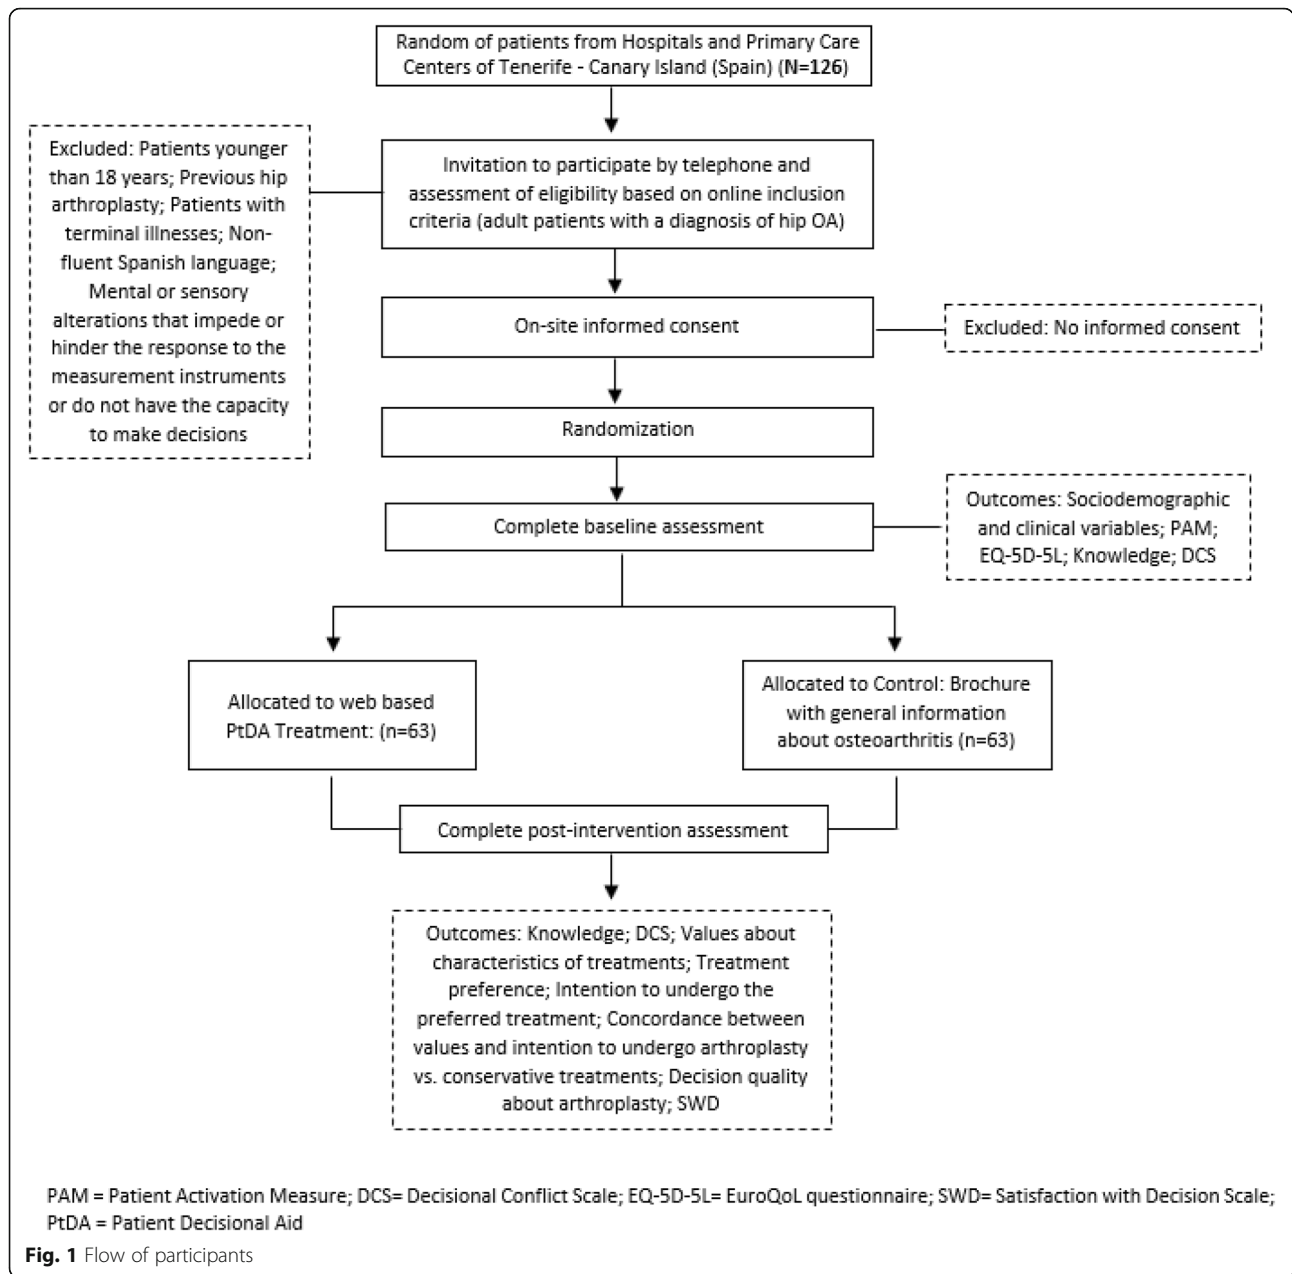 Random of patients from Hospitals and Primary Care
Centers of Tenerife - Canary Island (Spain) (N=126)
Excluded: Patients younger
than 18 years; Previous hip
arthroplasty; Patients with
terminal illnesses; Non-
fluent Spanish language;
Mental or sensory
alterations that impede or
hinder the response to the
measurement instruments
or do not have the capacity
to make decisions
Invitation to participate by telephone and
assessment of eligibility based on online inclusion
criteria (adult patients with a diagnosis of hip OA)
On-site informed consent
Excluded: No informed consent
Randomization
Complete baseline assessment
Outcomes: Sociodemographic
and clinical variables; PAM;
EQ-5D-5L; Knowledge; DCS
Allocated to web based
PtDA Treatment: (n=63)
Allocated to Control: Brochure
with general information
about osteoarthritis (n=63)
Complete post-intervention assessment
Outcomes: Knowledge; DCS; Values about
characteristics of treatments; Treatment
preference; Intention to undergo the
preferred treatment; Concordance between
values and intention to undergo arthroplasty
vs. conservative treatments; Decision quality
about arthroplasty; SWD
PAM = Patient Activation Measure; DCS= Decisional Conflict Scale; EQ-5D-5L= EuroQoL questionnaire; SWD= Satisfaction with Decision Scale;
PtDA = Patient Decisional Aid
Fig. 1 Flow of participants